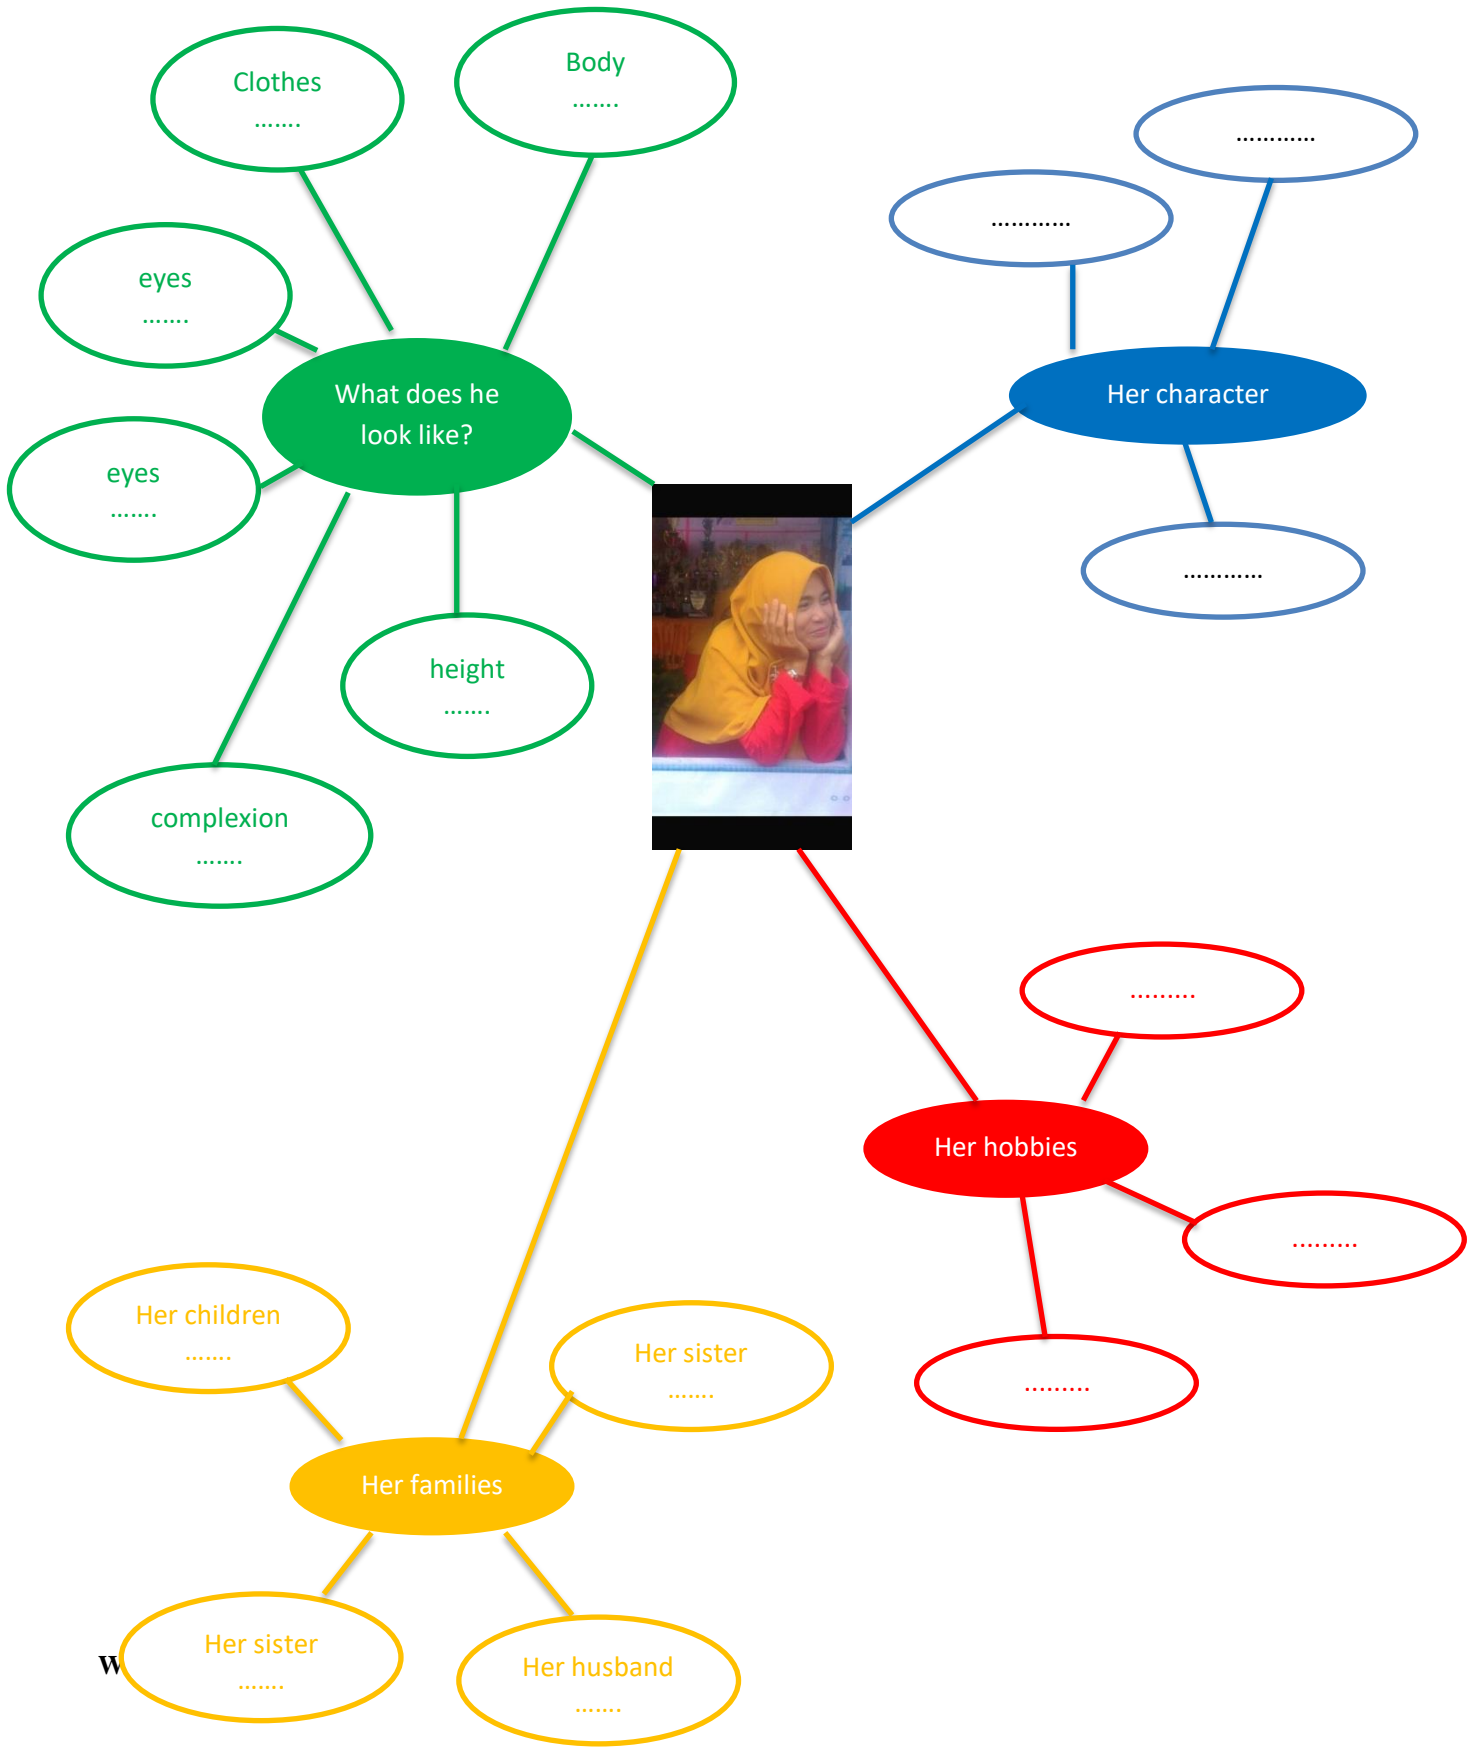 Clothes
…….
Body
…….
…………
…………
eyes
…….
What does he
look like?
Her character
eyes
…….
…………
height
…….
complexion
…….
………
Her hobbies
………
Her children
…….
Her sister
…….
………
Her families
Her sister
…….
W
Her husband
…….